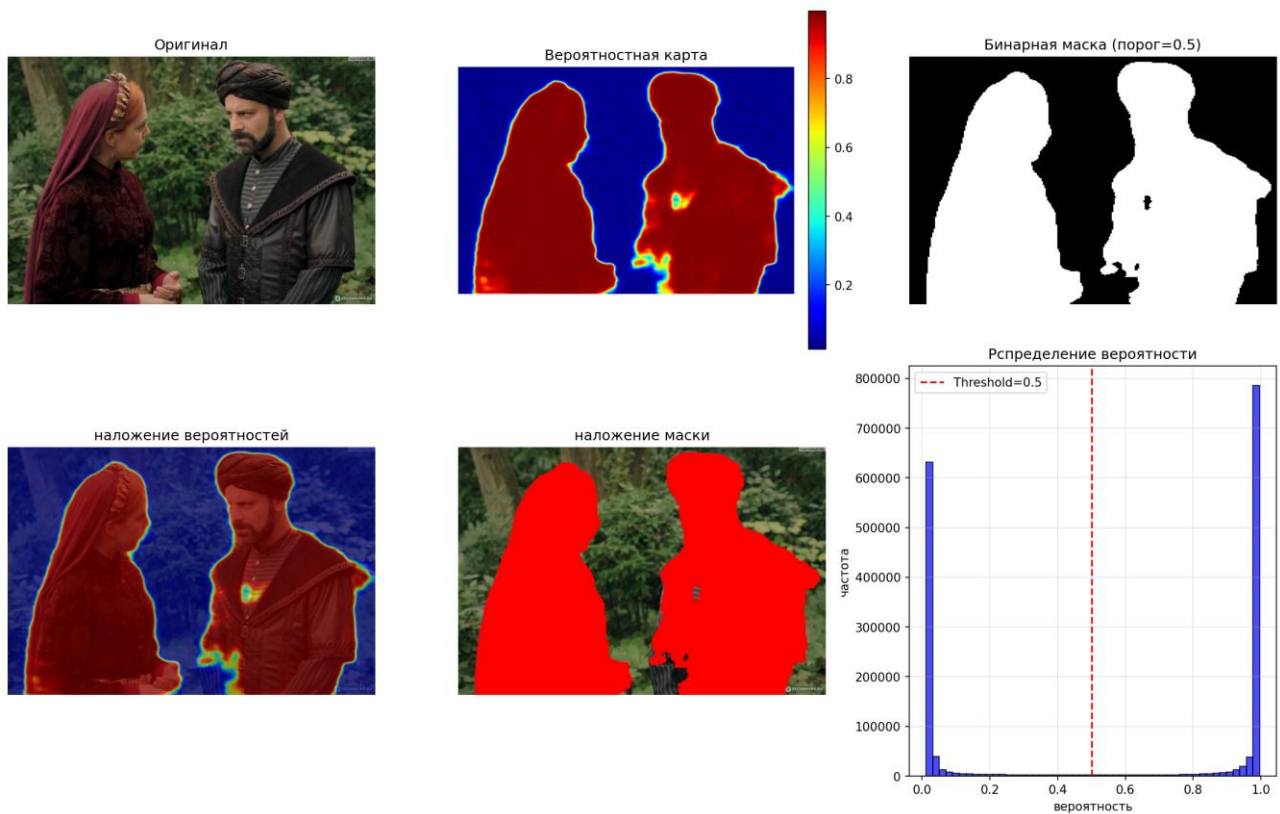 Оригинал
Вероятностная карта
0.8
0.6
0.4
0.2
Бинарная маска (порог=0.5)
наложение вероятностей
наложение маски
Рспределение вероятности
Threshold=0.5
частота
800000
700000
600000
500000
400000
300000
200000
100000
0
0.0 0.2 0.4 0.6 0.8 1.0
вероятность